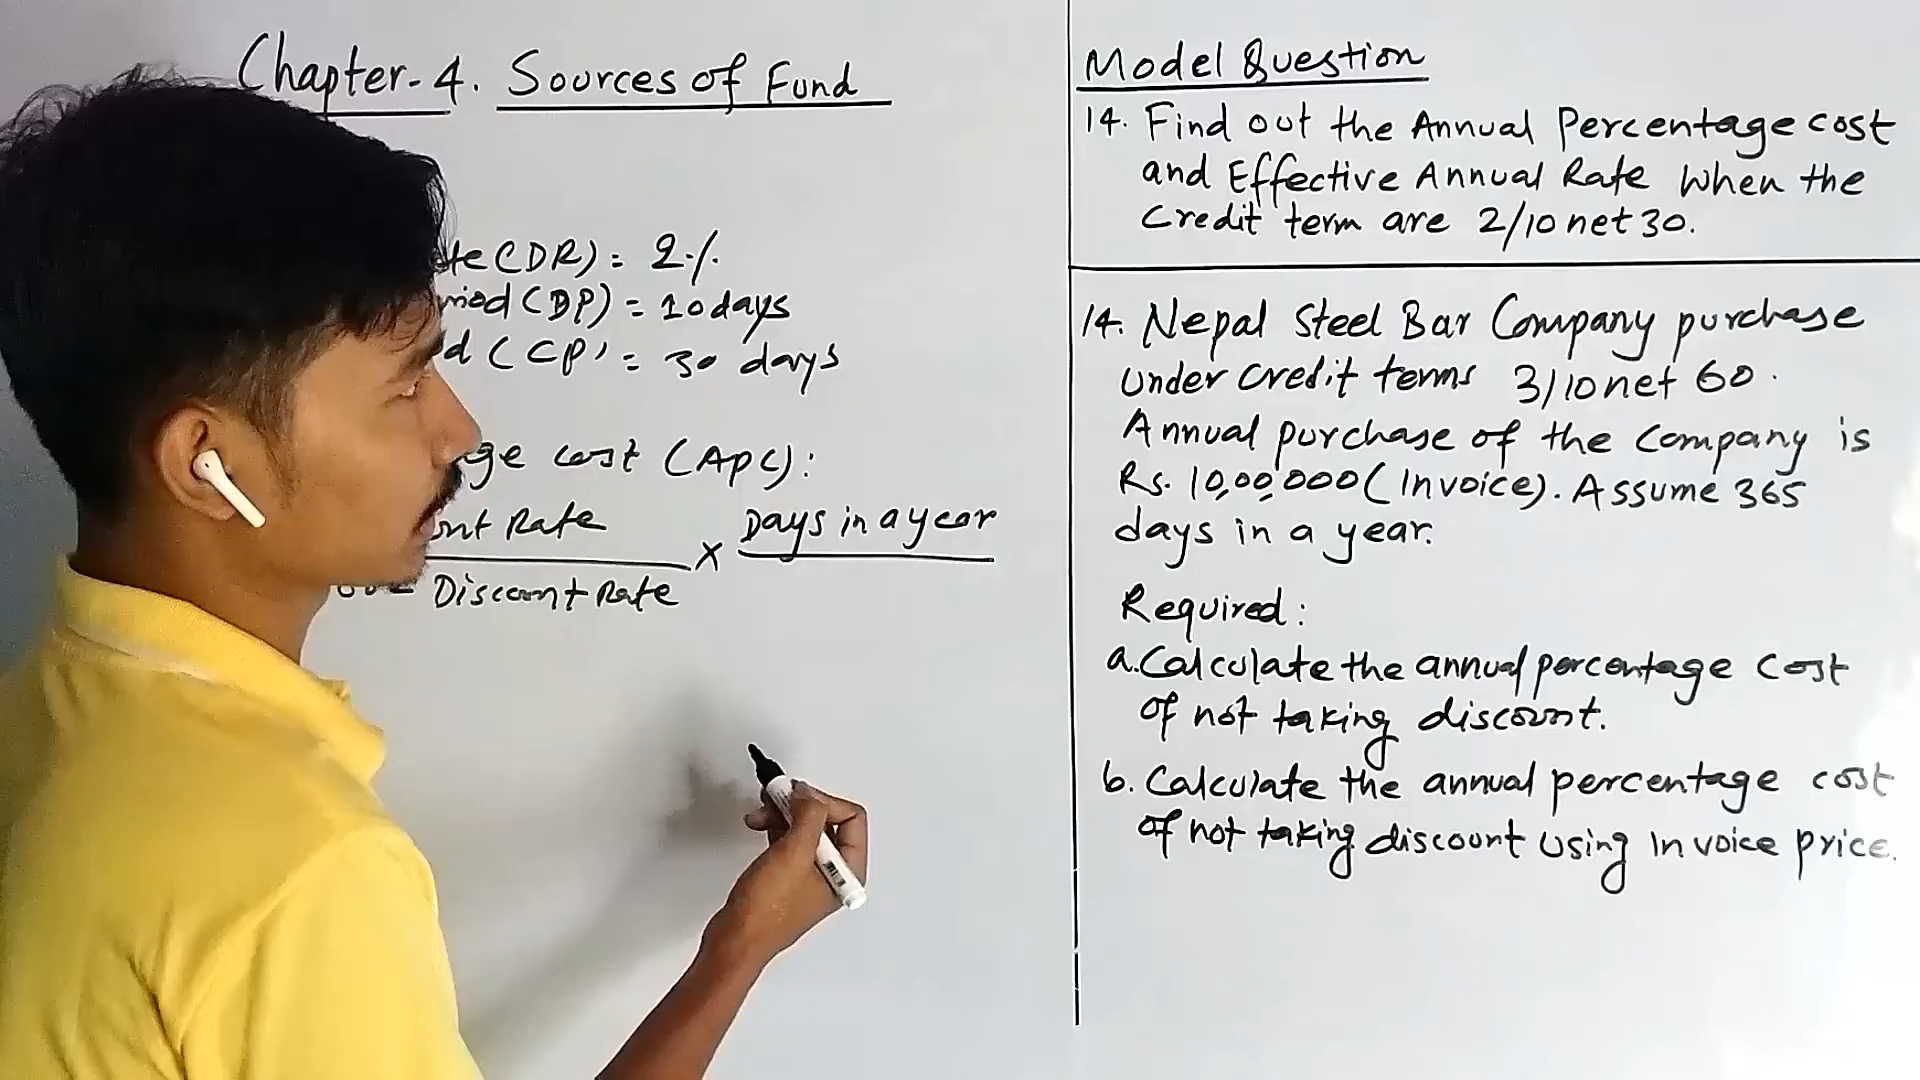 Chapter-4. Sources of Fund
te (DR) = 2%
riod (DP) = 10 days
d (CP) = 30 days
ge cost (APC):
ont Rate × Days in a year
00 - Discount Rate
Model Question
14. Find out the Annual Percentage cost
and Effective Annual Rate when the
credit term are 2/10 net 30.
14. Nepal Steel Bar Company purchase
under credit terms 3/10 net 60.
Annual purchase of the company is
Rs. 10,00,000 (Invoice). Assume 365
days in a year.
Required:
a. Calculate the annual percentage cost
of not taking discount.
b. Calculate the annual percentage cost
of not taking discount using Invoice price.